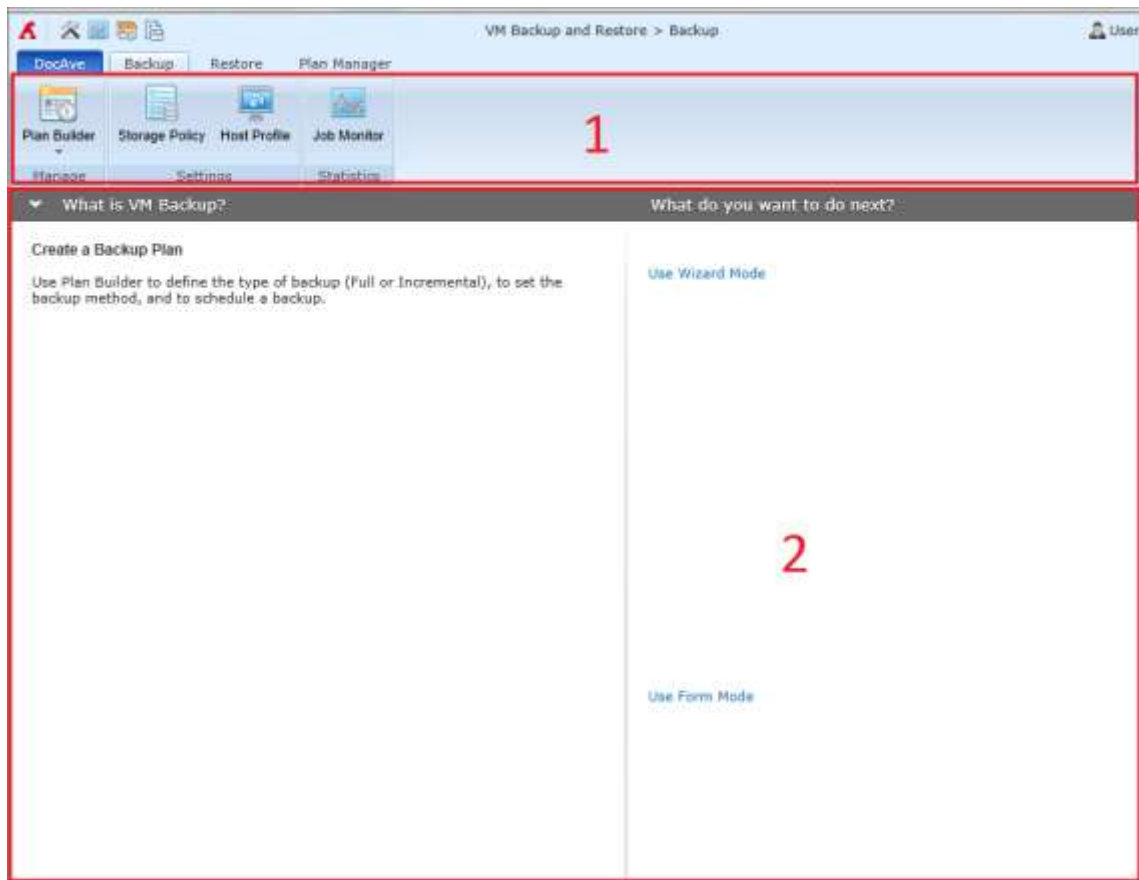 VM Backup and Restore > Backup
User
DocAve Backup Restore Plan Manager
Plan Builder Storage Policy Host Profile Job Monitor
1
Manage Settings Statistics
What is VM Backup? What do you want to do next?
Create a Backup Plan
Use Plan Builder to define the type of backup (Full or Incremental), to set the
backup method, and to schedule a backup.
Use Wizard Mode
2
Use Form Mode